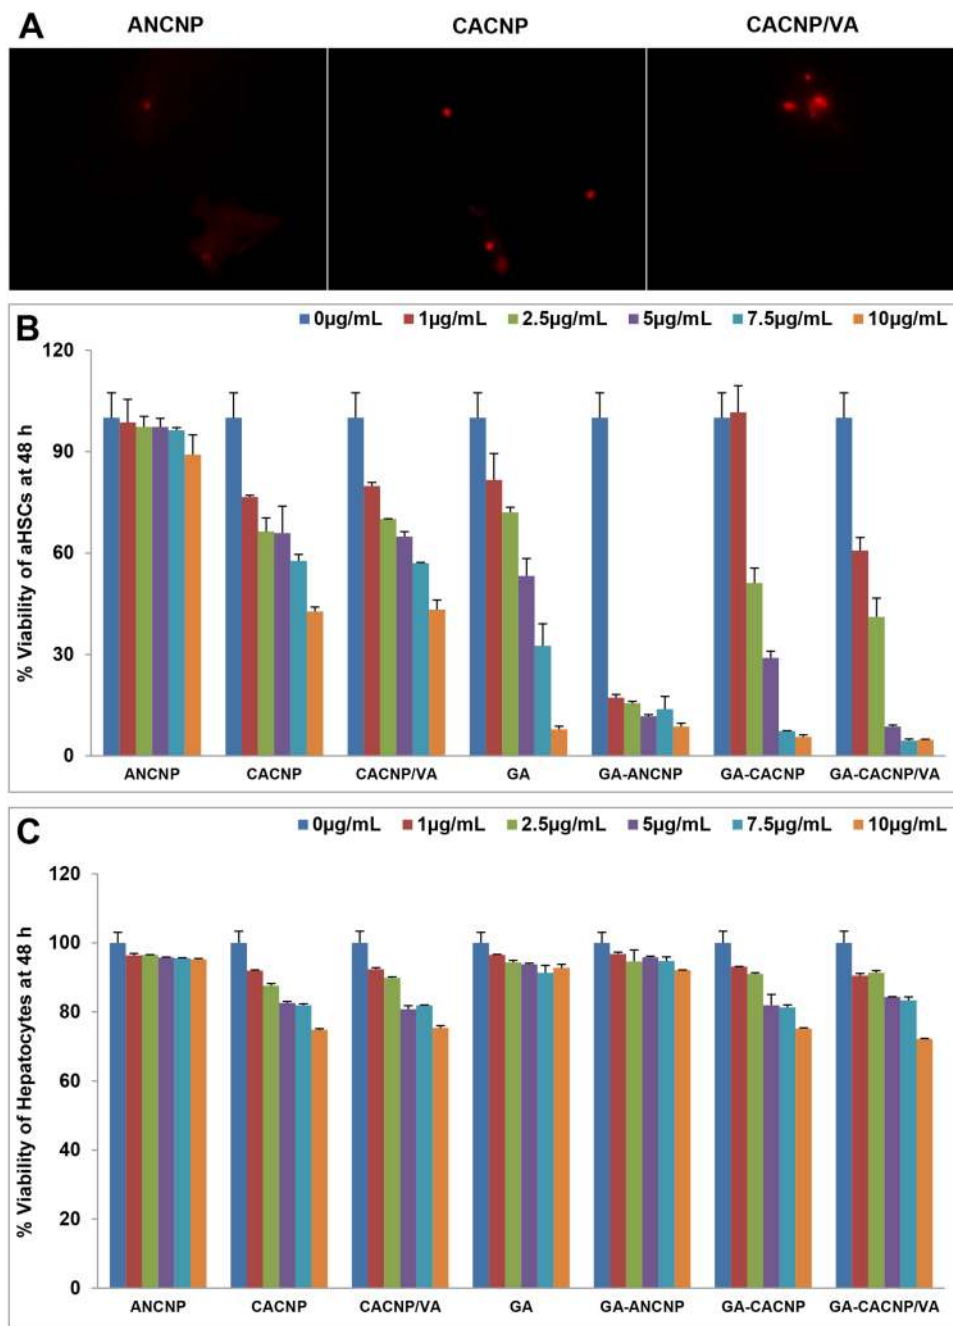 A ANCNP CACNP CACNP/VA
B 0μg/mL 1μg/mL 2.5μg/mL 5μg/mL 7.5μg/mL 10μg/mL
% Viability of aHSCs at 48 h
120
90
60
30
0
ANCNP CACNP CACNP/VA GA GA-ANCNP GA-CACNP GA-CACNP/VA
C 0μg/mL 1μg/mL 2.5μg/mL 5μg/mL 7.5μg/mL 10μg/mL
% Viability of Hepatocytes at 48 h
120
100
80
60
40
20
0
ANCNP CACNP CACNP/VA GA GA-ANCNP GA-CACNP GA-CACNP/VA